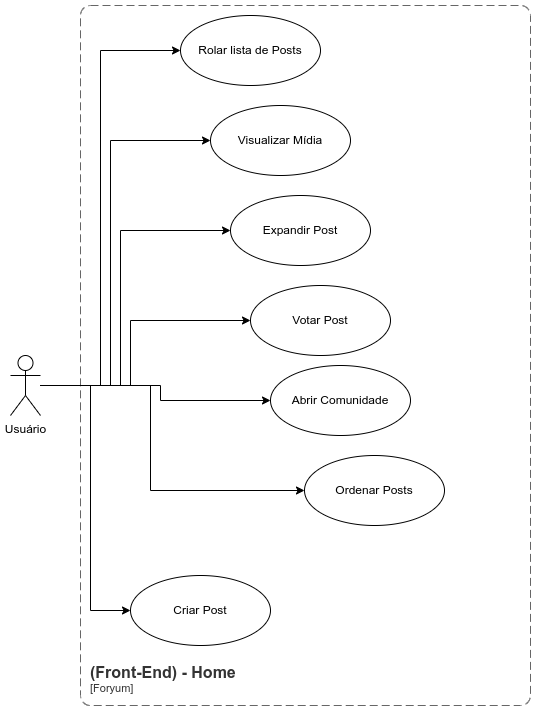 Rolar lista de Posts
Visualizar Mídia
Expandir Post
Votar Post
Usuário
Abrir Comunidade
Ordenar Posts
Criar Post
(Front-End) - Home
[Foryum]